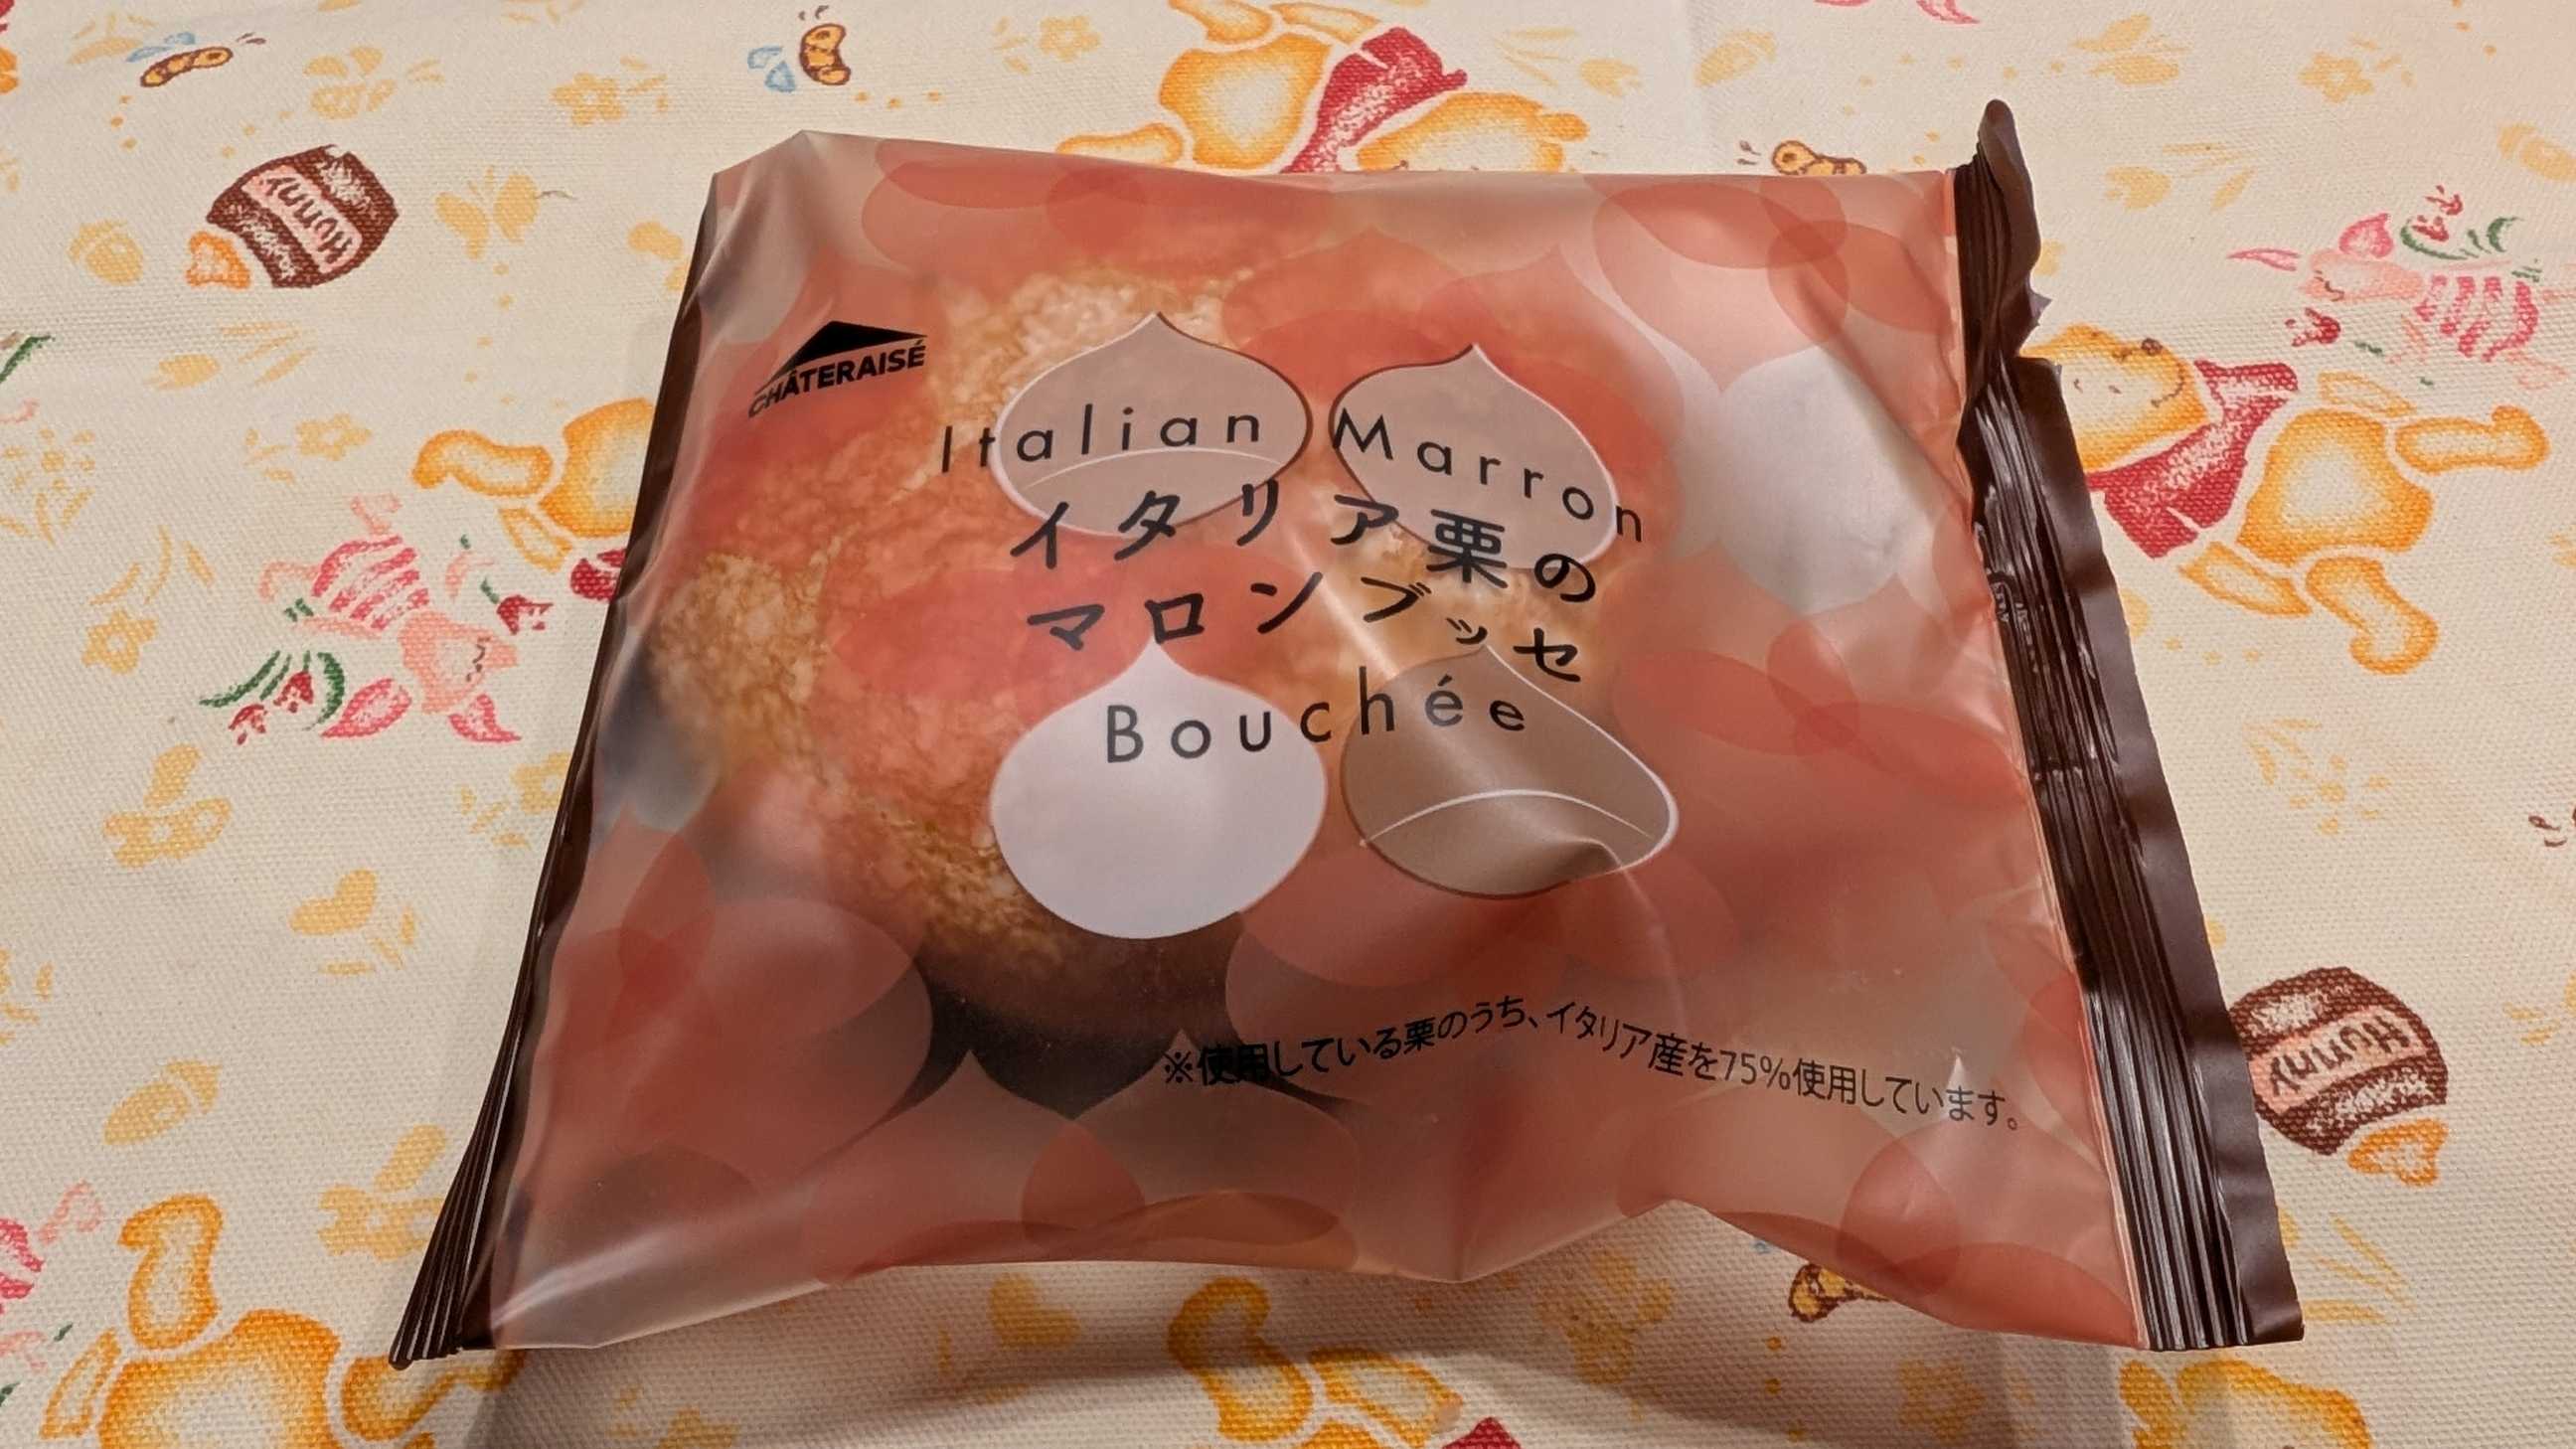 CHÂTERAISÉ
Italian Marron
イタリア栗の
マロンブッセ
Bouchée
※使用している栗のうち、イタリア産を75%使用しています。
Hunny
Hunny